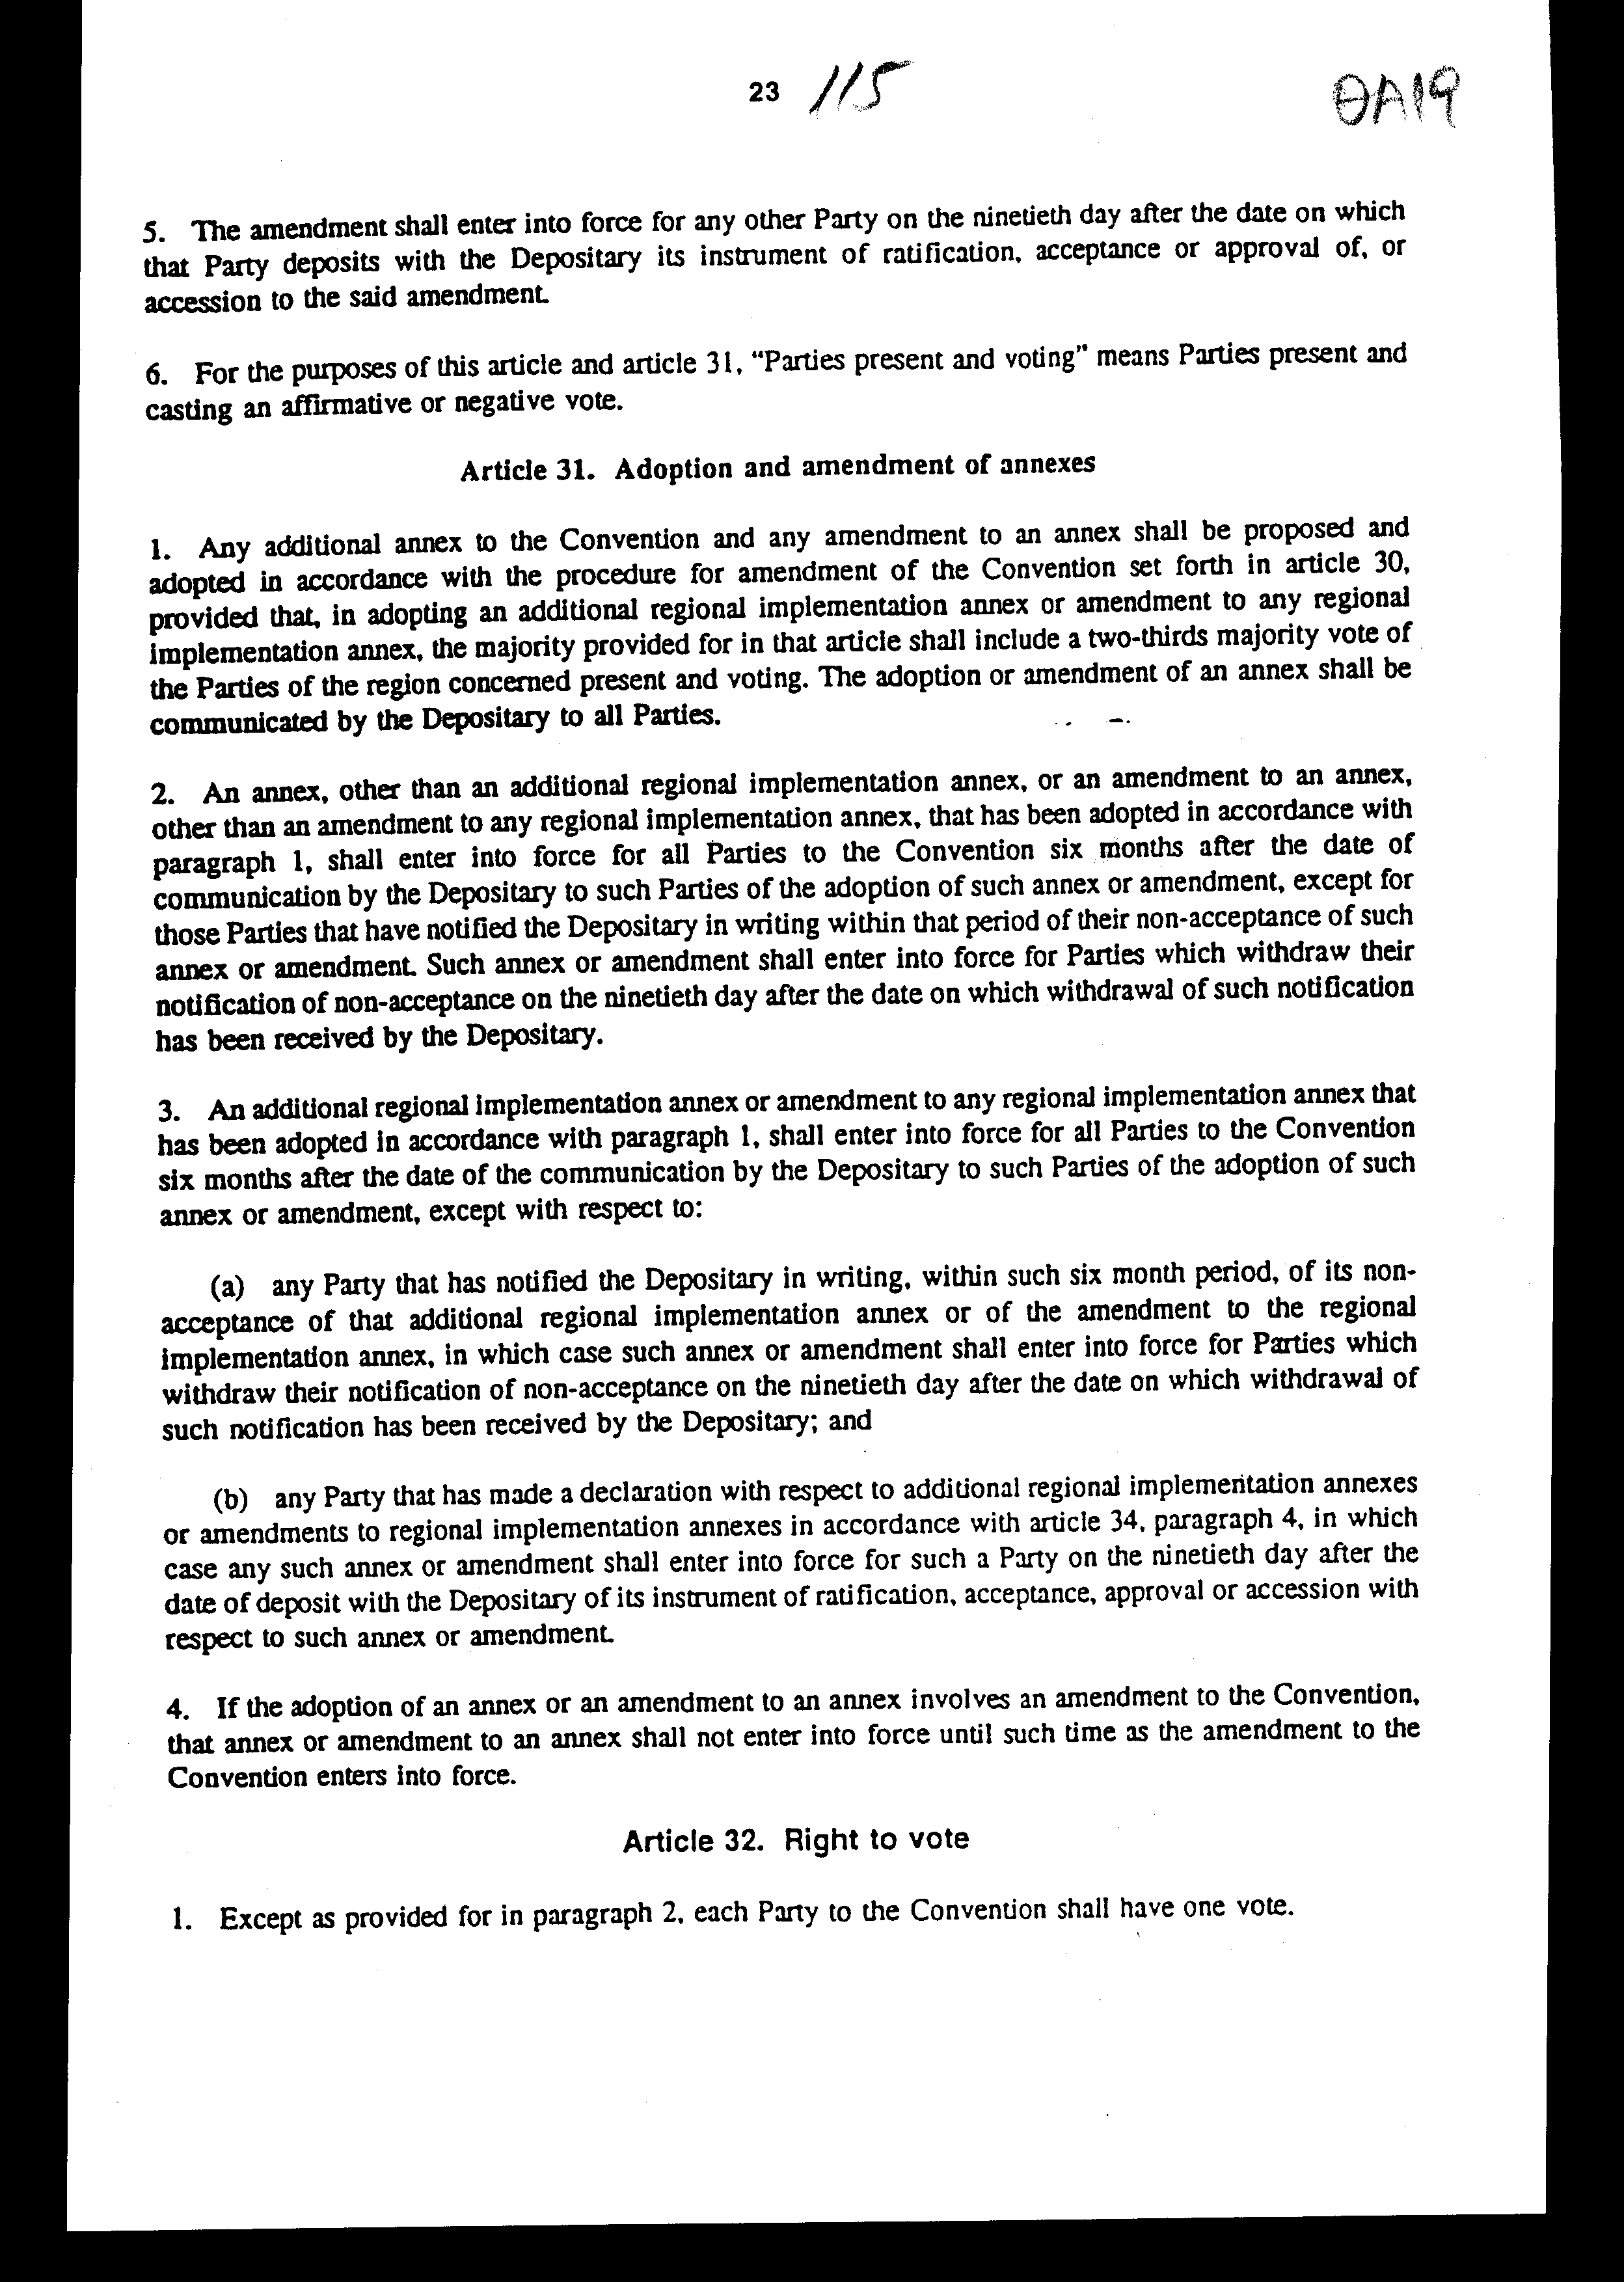 23 115
ƟA19
5. The amendment shall enter into force for any other Party on the ninetieth day after the date on which
that Party deposits with the Depositary its instrument of ratification, acceptance or approval of, or
accession to the said amendment.
6. For the purposes of this article and article 31, “Parties present and voting” means Parties present and
casting an affirmative or negative vote.
Article 31. Adoption and amendment of annexes
1. Any additional annex to the Convention and any amendment to an annex shall be proposed and
adopted in accordance with the procedure for amendment of the Convention set forth in article 30,
provided that, in adopting an additional regional implementation annex or amendment to any regional
implementation annex, the majority provided for in that article shall include a two-thirds majority vote of
the Parties of the region concerned present and voting. The adoption or amendment of an annex shall be
communicated by the Depositary to all Parties.
2. An annex, other than an additional regional implementation annex, or an amendment to an annex,
other than an amendment to any regional implementation annex, that has been adopted in accordance with
paragraph 1, shall enter into force for all Parties to the Convention six months after the date of
communication by the Depositary to such Parties of the adoption of such annex or amendment, except for
those Parties that have notified the Depositary in writing within that period of their non-acceptance of such
annex or amendment. Such annex or amendment shall enter into force for Parties which withdraw their
notification of non-acceptance on the ninetieth day after the date on which withdrawal of such notification
has been received by the Depositary.
3. An additional regional implementation annex or amendment to any regional implementation annex that
has been adopted in accordance with paragraph 1, shall enter into force for all Parties to the Convention
six months after the date of the communication by the Depositary to such Parties of the adoption of such
annex or amendment, except with respect to:
(a) any Party that has notified the Depositary in writing, within such six month period, of its non-
acceptance of that additional regional implementation annex or of the amendment to the regional
implementation annex, in which case such annex or amendment shall enter into force for Parties which
withdraw their notification of non-acceptance on the ninetieth day after the date on which withdrawal of
such notification has been received by the Depositary; and
(b) any Party that has made a declaration with respect to additional regional implementation annexes
or amendments to regional implementation annexes in accordance with article 34, paragraph 4, in which
case any such annex or amendment shall enter into force for such a Party on the ninetieth day after the
date of deposit with the Depositary of its instrument of ratification, acceptance, approval or accession with
respect to such annex or amendment.
4. If the adoption of an annex or an amendment to an annex involves an amendment to the Convention,
that annex or amendment to an annex shall not enter into force until such time as the amendment to the
Convention enters into force.
Article 32. Right to vote
1. Except as provided for in paragraph 2, each Party to the Convention shall have one vote.